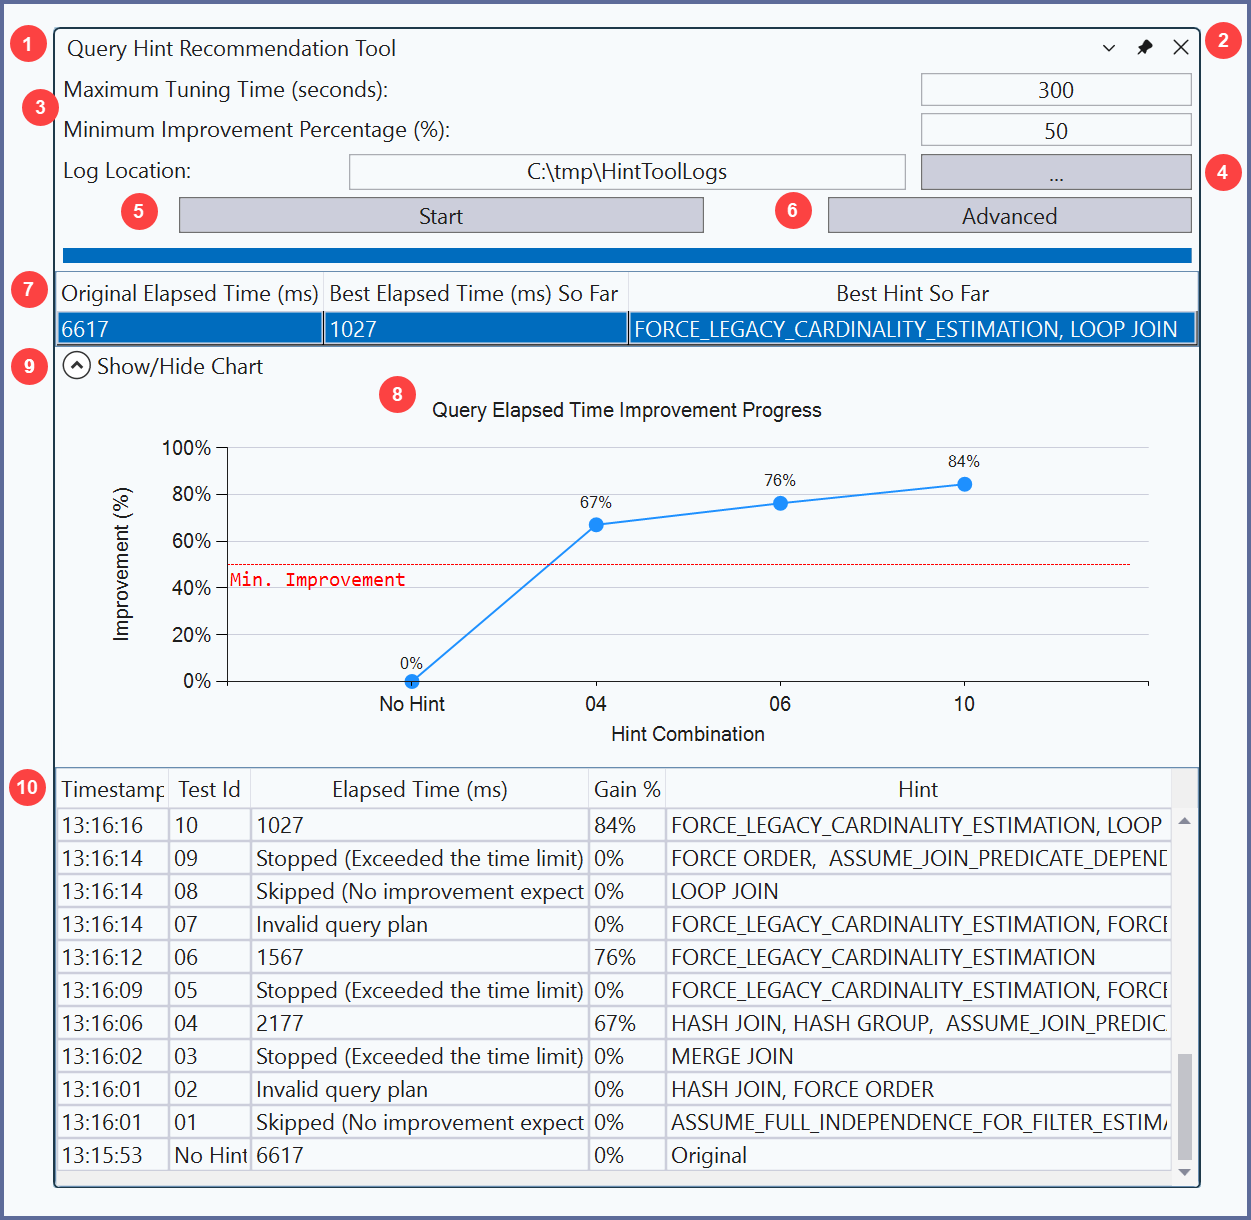 1 Query Hint Recommendation Tool 2
Maximum Tuning Time (seconds): 300
3
Minimum Improvement Percentage (%): 50
Log Location: C:\tmp\HintToolLogs ... 4
5 Start 6 Advanced
7 Original Elapsed Time (ms) Best Elapsed Time (ms) So Far Best Hint So Far
6617 1027 FORCE_LEGACY_CARDINALITY_ESTIMATION, LOOP JOIN
9 Show/Hide Chart
8 Query Elapsed Time Improvement Progress
100%
80%
60%
40%
20%
0%
Improvement (%)
Min. Improvement
0%
67%
76%
84%
No Hint 04 06 10
Hint Combination
10 Timestamp Test Id Elapsed Time (ms) Gain % Hint
13:16:16 10 1027 84% FORCE_LEGACY_CARDINALITY_ESTIMATION, LOOP
13:16:14 09 Stopped (Exceeded the time limit) 0% FORCE ORDER, ASSUME_JOIN_PREDICATE_DEPEND
13:16:14 08 Skipped (No improvement expect 0% LOOP JOIN
13:16:14 07 Invalid query plan 0% FORCE_LEGACY_CARDINALITY_ESTIMATION, FORCE
13:16:12 06 1567 76% FORCE_LEGACY_CARDINALITY_ESTIMATION
13:16:09 05 Stopped (Exceeded the time limit) 0% FORCE_LEGACY_CARDINALITY_ESTIMATION, FORCE
13:16:06 04 2177 67% HASH JOIN, HASH GROUP, ASSUME_JOIN_PREDIC
13:16:02 03 Stopped (Exceeded the time limit) 0% MERGE JOIN
13:16:01 02 Invalid query plan 0% HASH JOIN, FORCE ORDER
13:16:01 01 Skipped (No improvement expect 0% ASSUME_FULL_INDEPENDENCE_FOR_FILTER_ESTIMA
13:15:53 No Hint 6617 0% Original